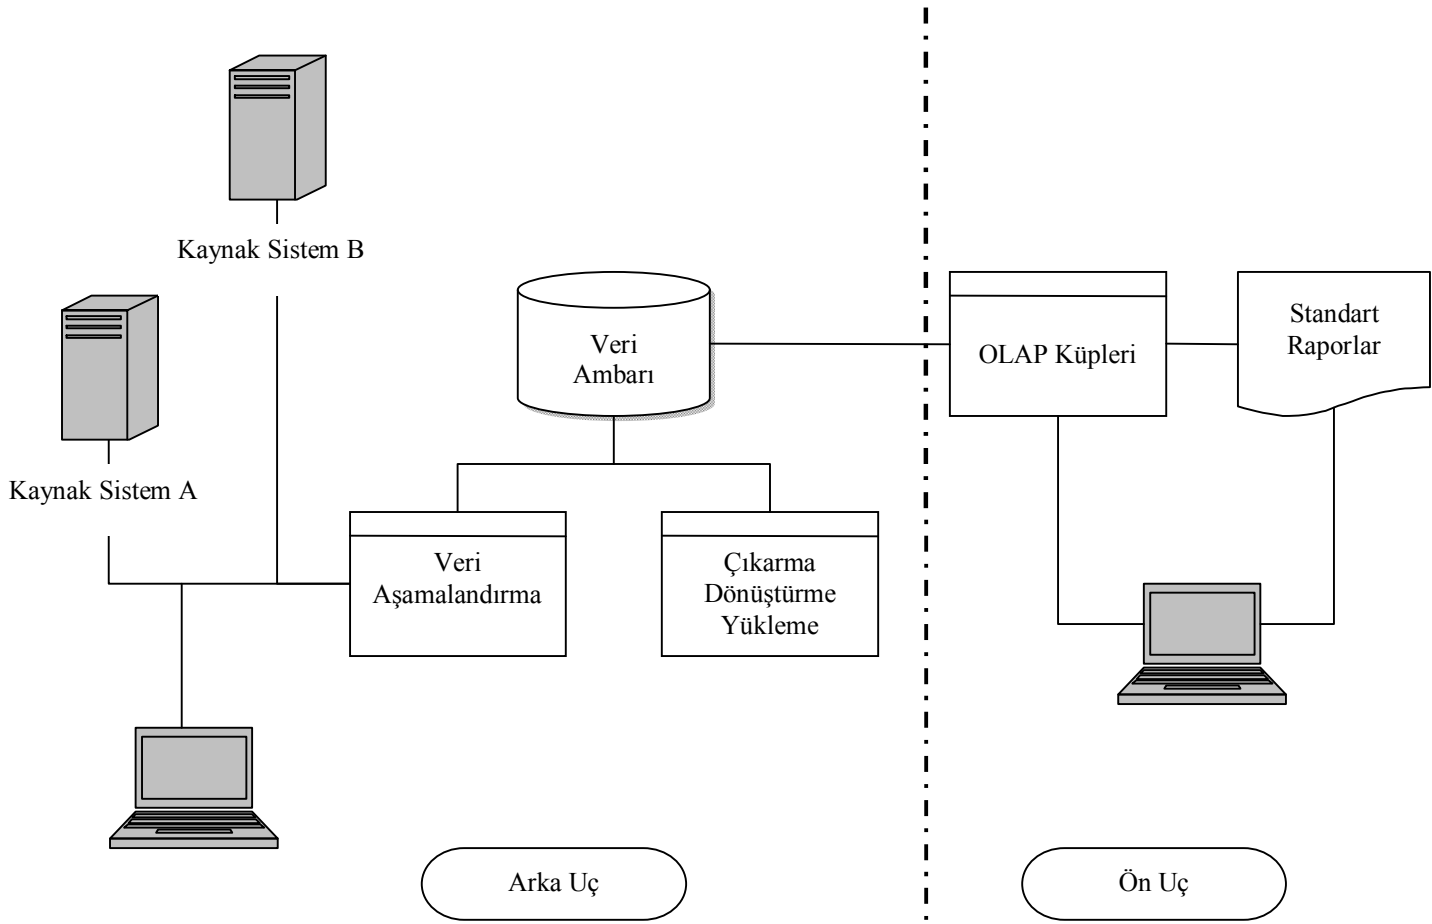 Kaynak Sistem B
Kaynak Sistem A
Veri
Ambarı
OLAP Küpleri
Standart
Raporlar
Veri
Aşamalandırma
Çıkarma
Dönüştürme
Yükleme
Arka Uç
Ön Uç